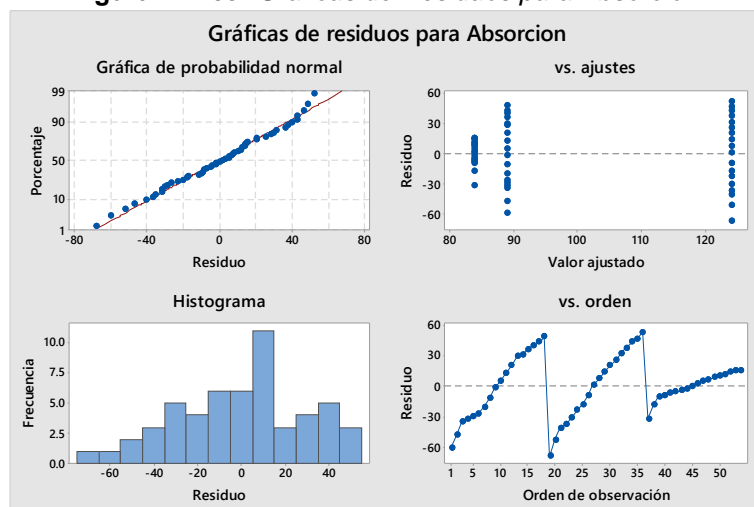 Gráficas de residuos para Absorcion
Gráfica de probabilidad normal
Porcentaje
99
90
50
10
1
-80 -40 0 40 80
Residuo
vs. ajustes
Residuo
60
30
0
-30
-60
80 90 100 110 120
Valor ajustado
Histograma
Frecuencia
10.0
7.5
5.0
2.5
0.0
-60 -40 -20 0 20 40
Residuo
vs. orden
Residuo
60
30
0
-30
-60
1 5 10 15 20 25 30 35 40 45 50
Orden de observación